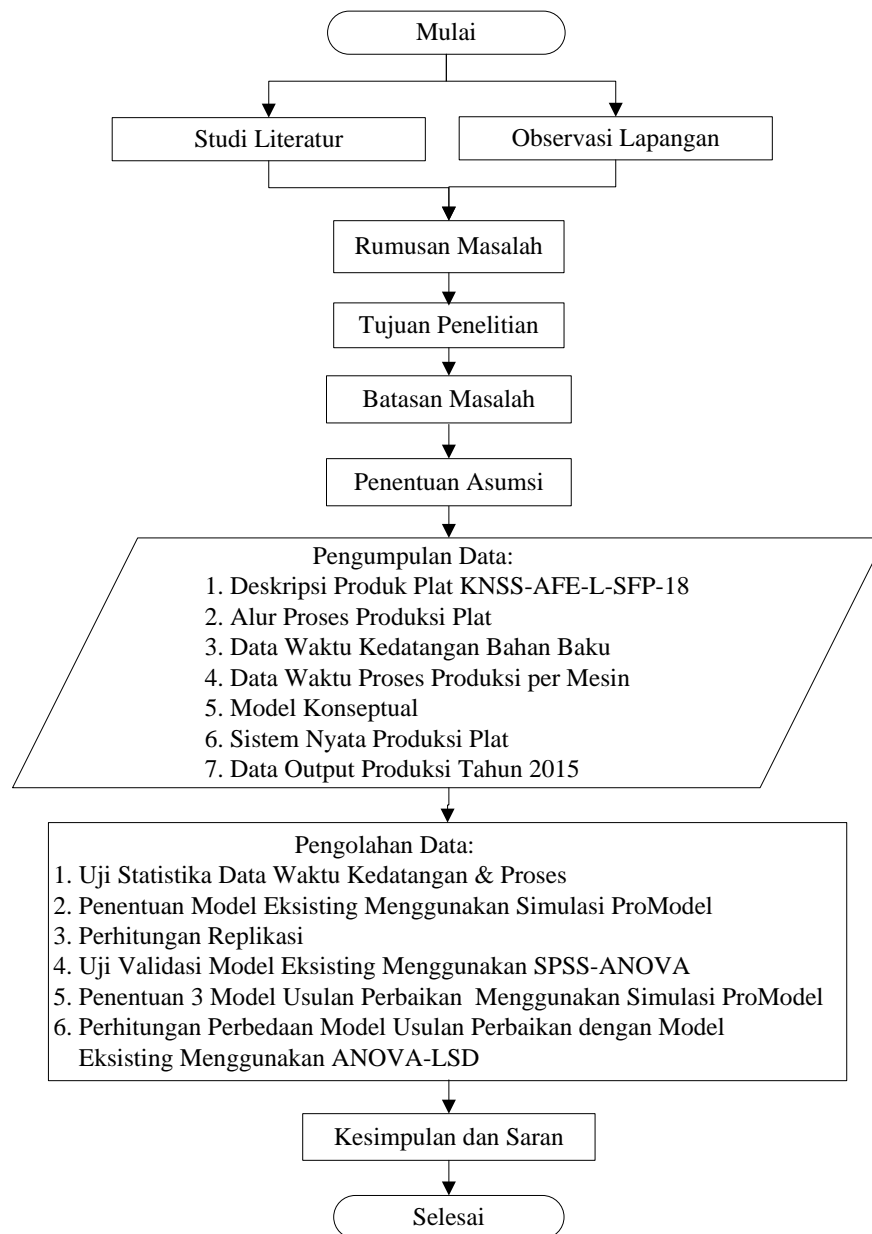 Mulai
Studi Literatur
Observasi Lapangan
Rumusan Masalah
Tujuan Penelitian
Batasan Masalah
Penentuan Asumsi
Pengumpulan Data:
1. Deskripsi Produk Plat KNSS-AFE-L-SFP-18
2. Alur Proses Produksi Plat
3. Data Waktu Kedatangan Bahan Baku
4. Data Waktu Proses Produksi per Mesin
5. Model Konseptual
6. Sistem Nyata Produksi Plat
7. Data Output Produksi Tahun 2015
Pengolahan Data:
1. Uji Statistika Data Waktu Kedatangan & Proses
2. Penentuan Model Eksisting Menggunakan Simulasi ProModel
3. Perhitungan Replikasi
4. Uji Validasi Model Eksisting Menggunakan SPSS-ANOVA
5. Penentuan 3 Model Usulan Perbaikan Menggunakan Simulasi ProModel
6. Perhitungan Perbedaan Model Usulan Perbaikan dengan Model
Eksisting Menggunakan ANOVA-LSD
Kesimpulan dan Saran
Selesai